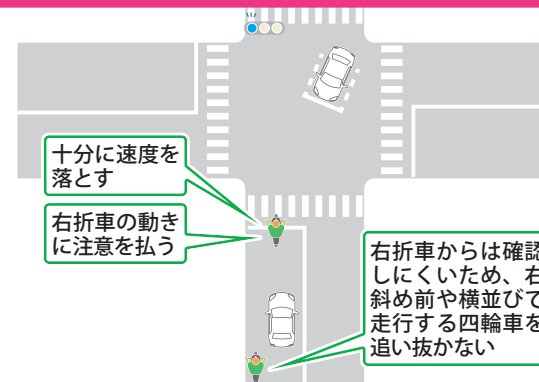 十分に速度を
落とす
右折車の動き
に注意を払う
右折車からは確認
しにくいため、右
斜め前や横並びで
走行する四輪車を
追い抜かない